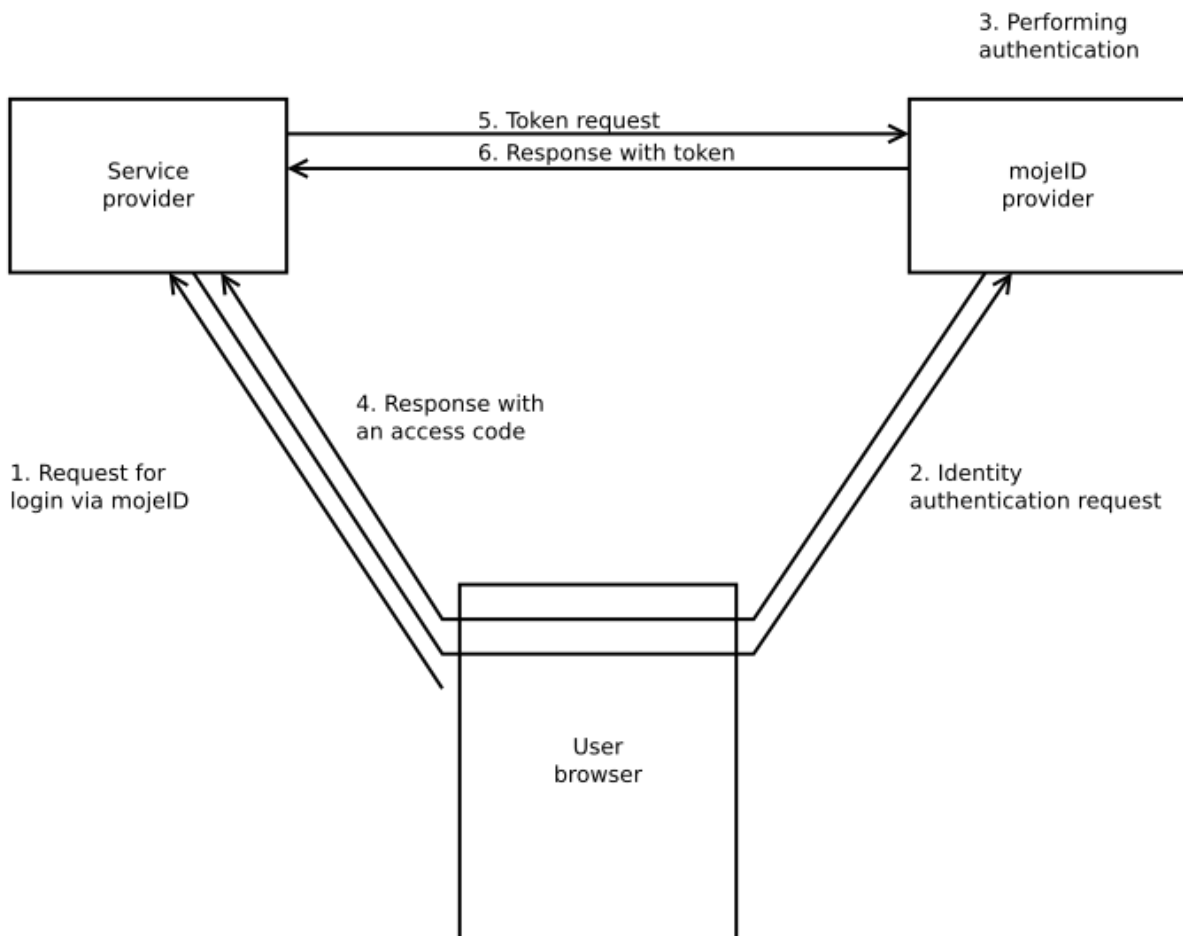 3. Performing
authentication
5. Token request
6. Response with token
Service
provider
mojeID
provider
4. Response with
an access code
1. Request for
login via mojeID
2. Identity
authentication request
User
browser